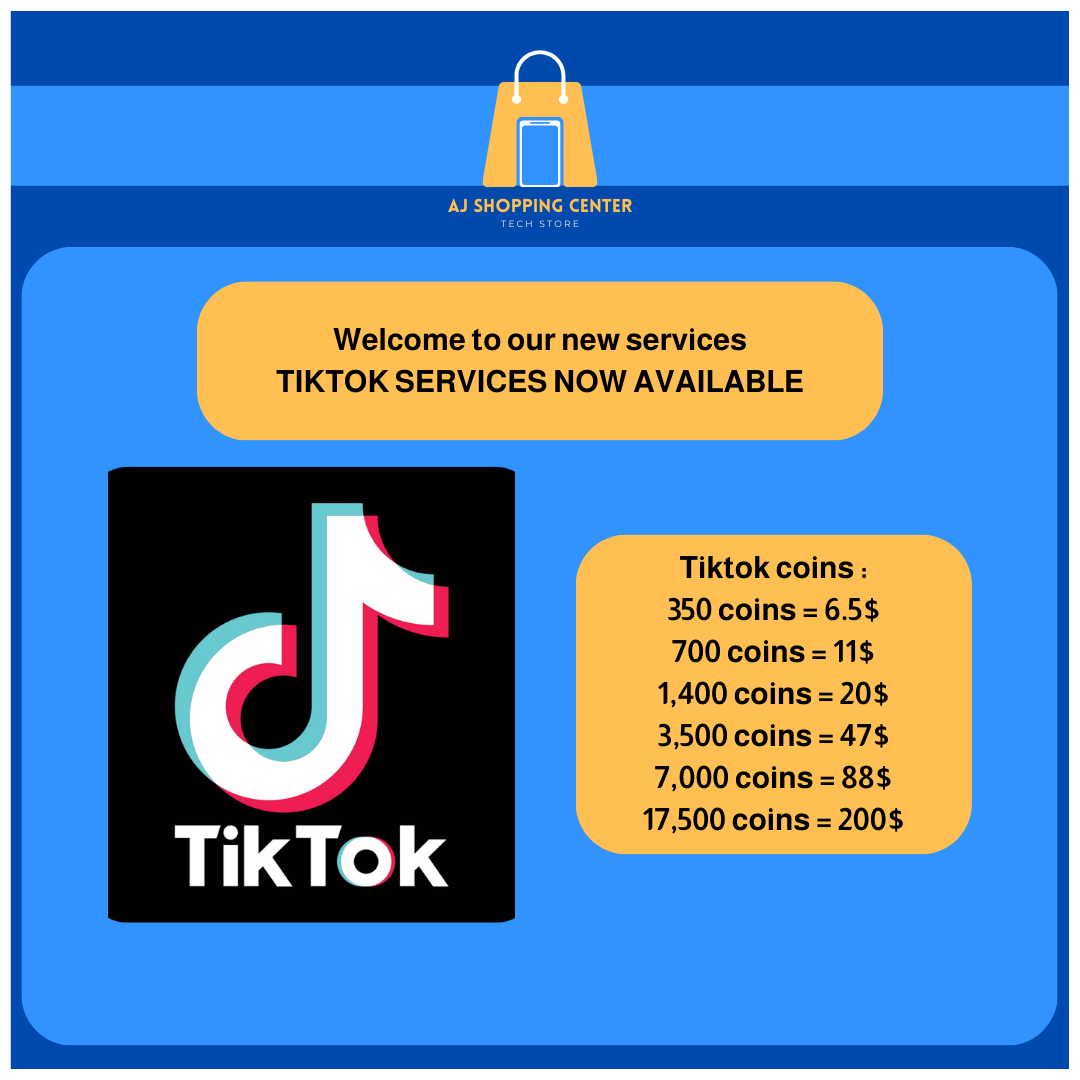 AJ SHOPPING CENTER
TECH STORE
Welcome to our new services
TIKTOK SERVICES NOW AVAILABLE
TikTok
Tiktok coins :
350 coins = 6.5$
700 coins = 11$
1,400 coins = 20$
3,500 coins = 47$
7,000 coins = 88$
17,500 coins = 200$